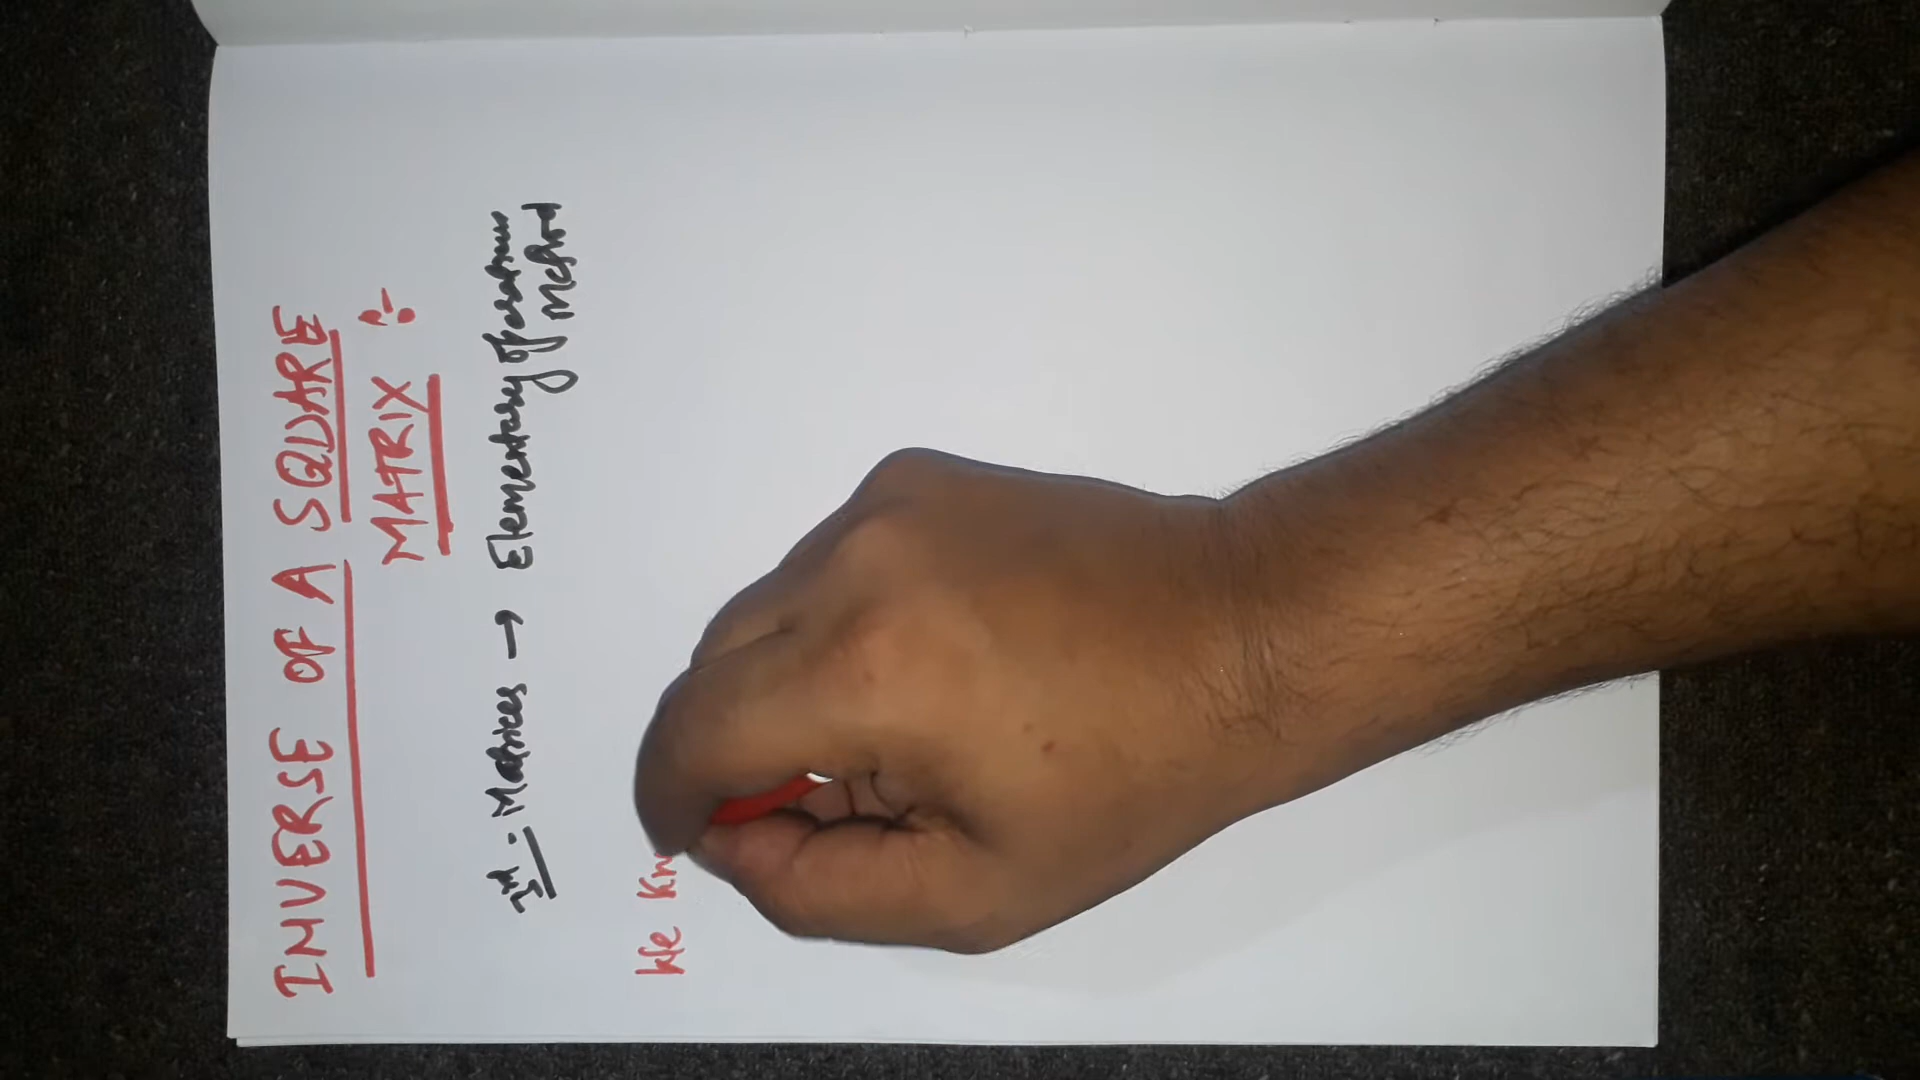 INVERSE OF A SQUARE
MATRIX :-
Ist. Matrices → Elementary Operation
Method
We Kn